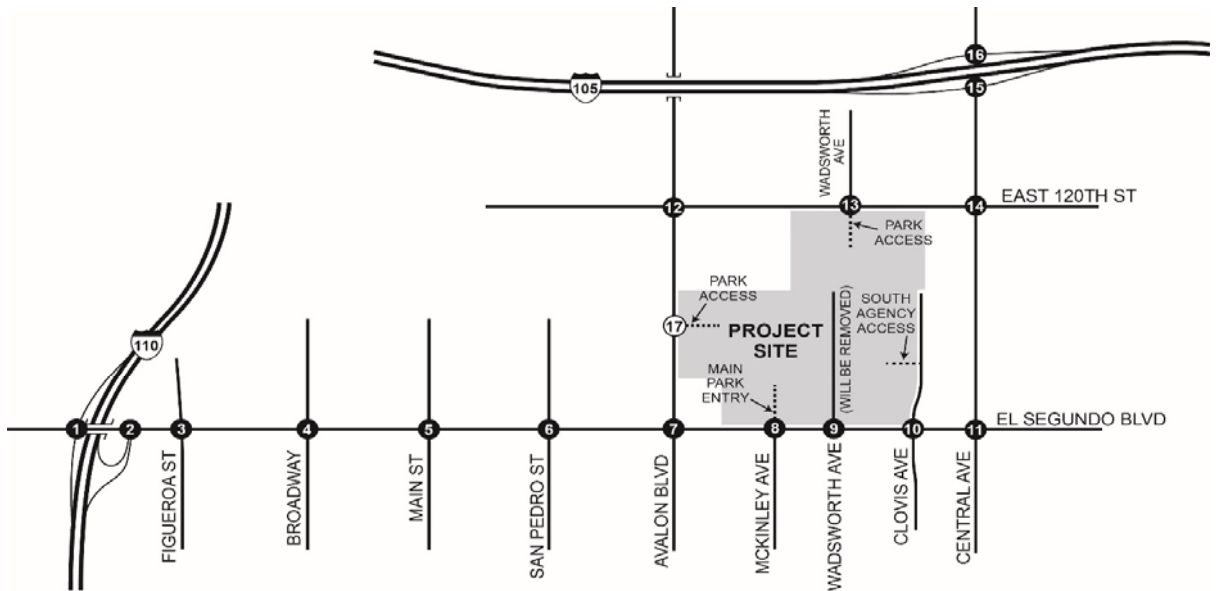 16
105
15
WADSWORTH
AVE
12
13
14
EAST 120TH ST
PARK
ACCESS
PARK
ACCESS
17
PROJECT
SITE
(WILL BE REMOVED)
SOUTH
AGENCY
ACCESS
110
MAIN
PARK
ENTRY
1
2
3
4
5
6
7
8
9
10
11
EL SEGUNDO BLVD
FIGUEROA ST
BROADWAY
MAIN ST
SAN PEDRO ST
AVALON BLVD
MCKINLEY AVE
WADSWORTH AVE
CLOVIS AVE
CENTRAL AVE